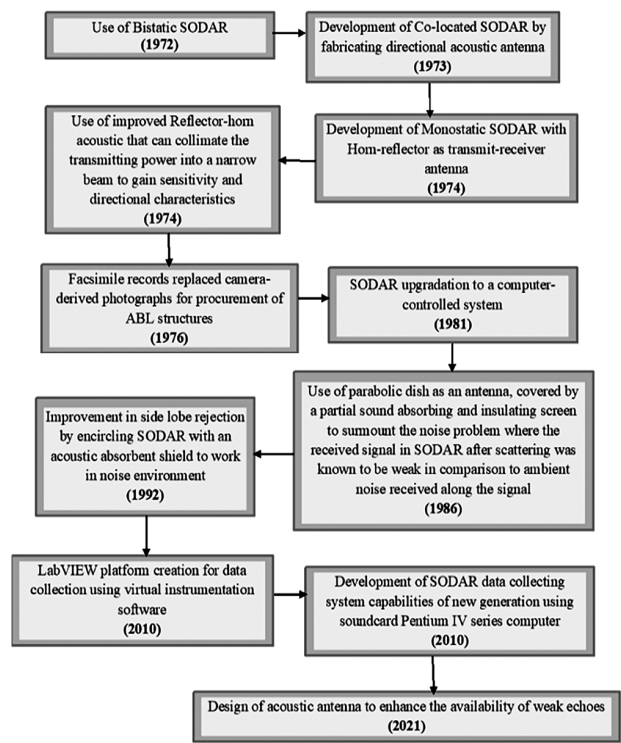 Use of Bistatic SODAR
(1972)
Development of Co-located SODAR by
fabricating directional acoustic antenna
(1973)
Development of Monostatic SODAR with
Horn-reflector as transmit-receiver
antenna
(1974)
Use of improved Reflector-horn
acoustic that can collimate the
transmitting power into a narrow
beam to gain sensitivity and
directional characteristics
(1974)
Facsimile records replaced camera-
derived photographs for procurement of
ABL structures
(1976)
SODAR upgradation to a computer-
controlled system
(1981)
Use of parabolic dish as an antenna, covered by
a partial sound absorbing and insulating screen
to surmount the noise problem where the
received signal in SODAR after scattering was
known to be weak in comparison to ambient
noise received along the signal
(1986)
Improvement in side lobe rejection
by encircling SODAR with an
acoustic absorbent shield to work
in noise environment
(1992)
LabVIEW platform creation for data
collection using virtual instrumentation
software
(2010)
Development of SODAR data collecting
system capabilities of new generation using
soundcard Pentium IV series computer
(2010)
Design of acoustic antenna to enhance the availability of weak echoes
(2021)